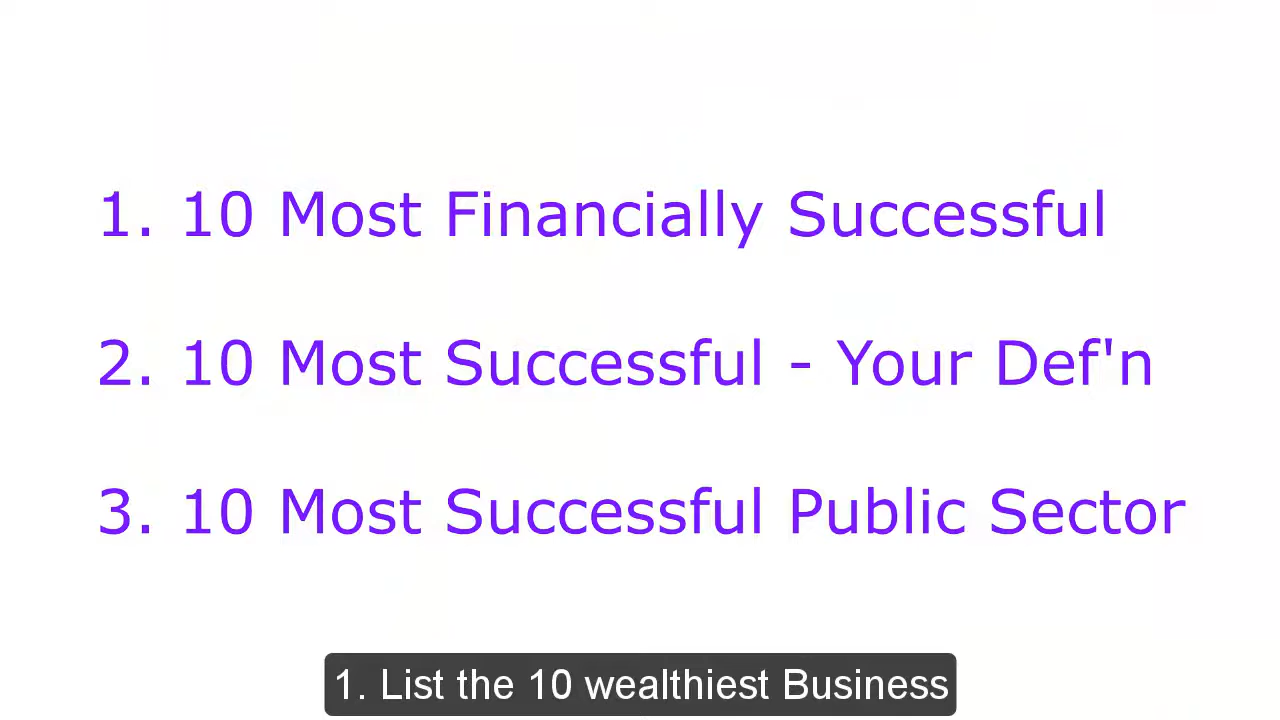 1. 10 Most Financially Successful
2. 10 Most Successful - Your Def'n
3. 10 Most Successful Public Sector
1. List the 10 wealthiest Business